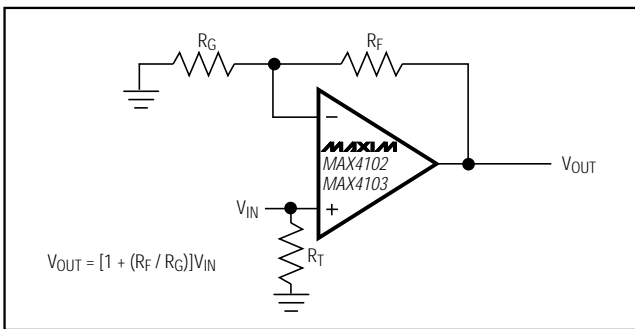 RG
RF
−
MAXIM
MAX4102
MAX4103
VOUT
VIN
+
RT
VOUT = [1 + (RF / RG)]VIN